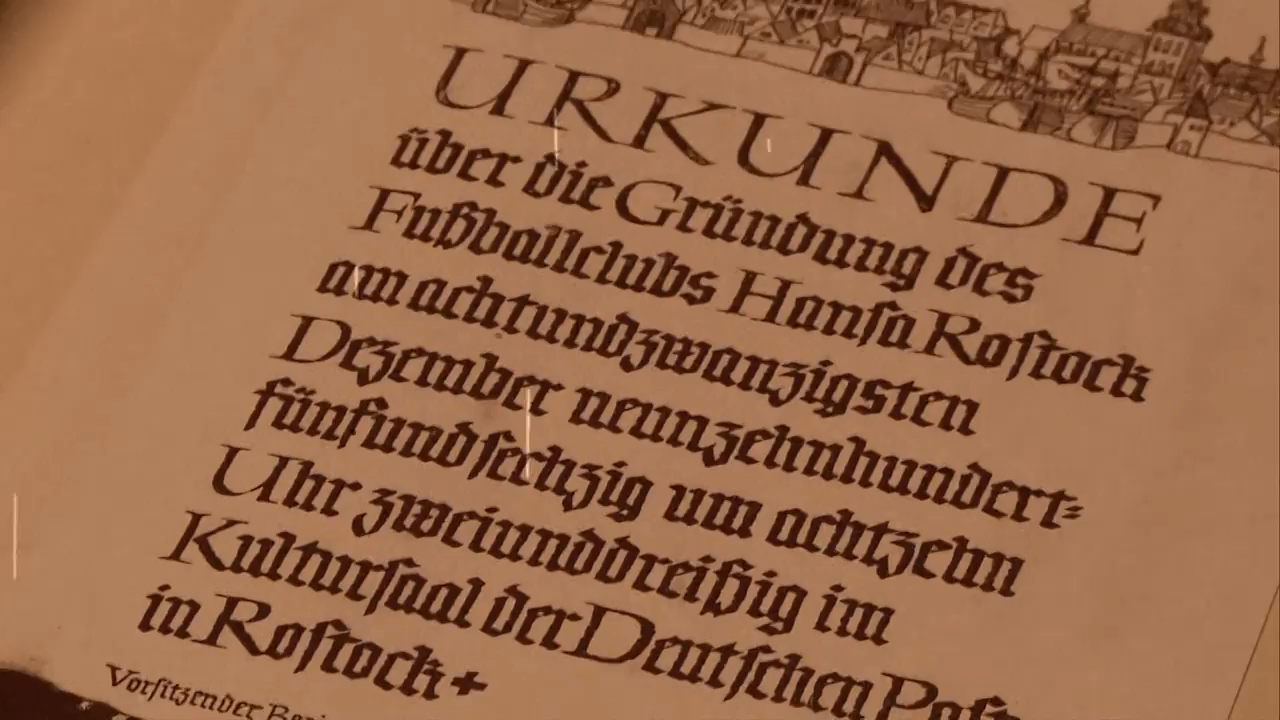 URKUNDE
über die Gründung des
Fußballclubs Hanſa Roſtock
am achtundzwanzigsten
Dezember neunzehnhundert=
fünfundſechzig um achtzehn
Uhr zweiunddreißig im
Kulturſaal der Deutſchen Poſt
in Roſtock+
Vorſitzender